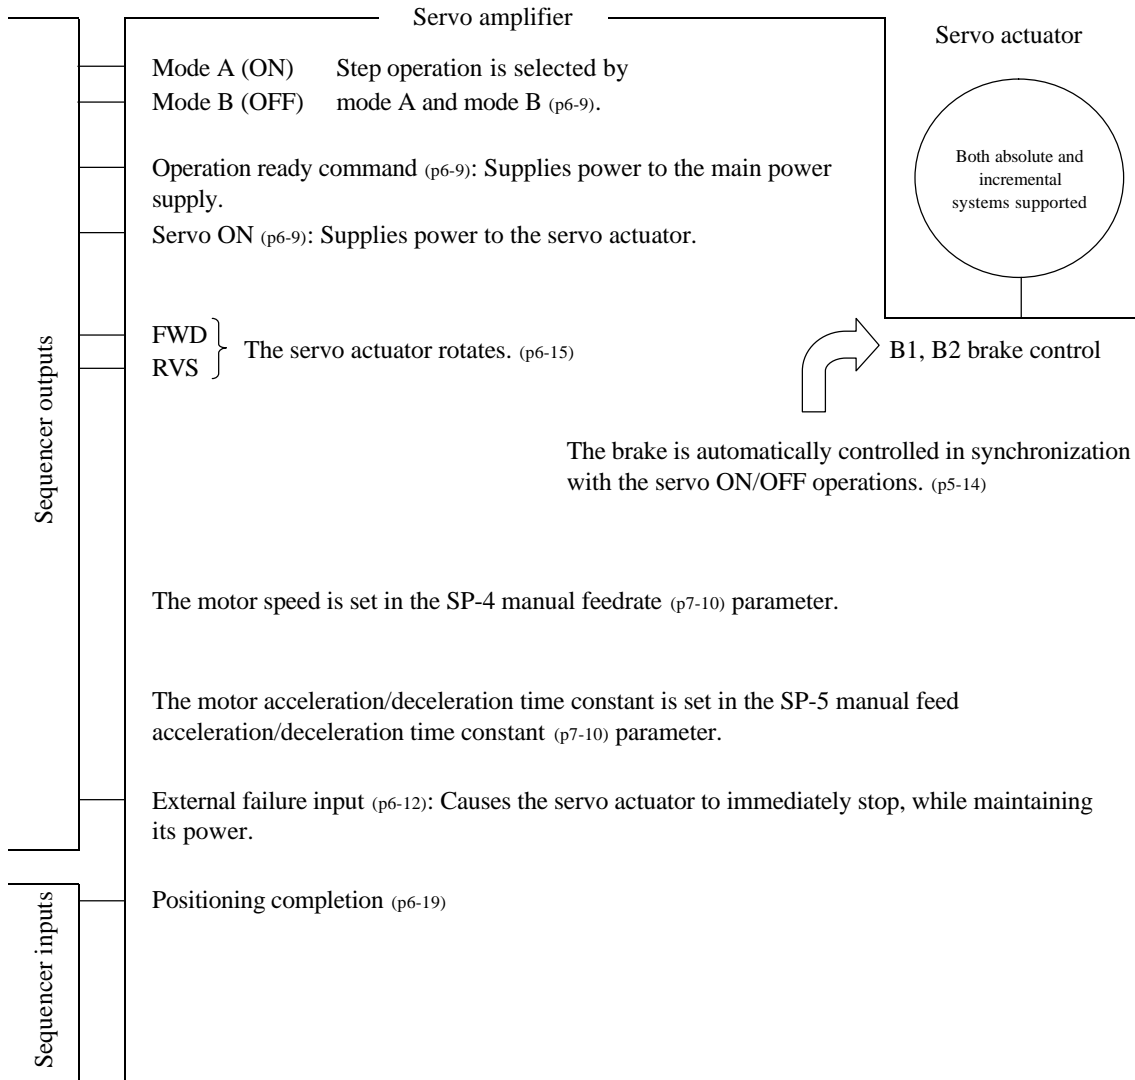 Servo amplifier
Servo actuator
Mode A (ON) Step operation is selected by
Mode B (OFF) mode A and mode B (p6-9).
Both absolute and
incremental
systems supported
Operation ready command (p6-9): Supplies power to the main power
supply.
Servo ON (p6-9): Supplies power to the servo actuator.
FWD
RVS
The servo actuator rotates. (p6-15)
B1, B2 brake control
The brake is automatically controlled in synchronization
with the servo ON/OFF operations. (p5-14)
Sequencer outputs
The motor speed is set in the SP-4 manual feedrate (p7-10) parameter.
The motor acceleration/deceleration time constant is set in the SP-5 manual feed
acceleration/deceleration time constant (p7-10) parameter.
External failure input (p6-12): Causes the servo actuator to immediately stop, while maintaining
its power.
Positioning completion (p6-19)
Sequencer inputs